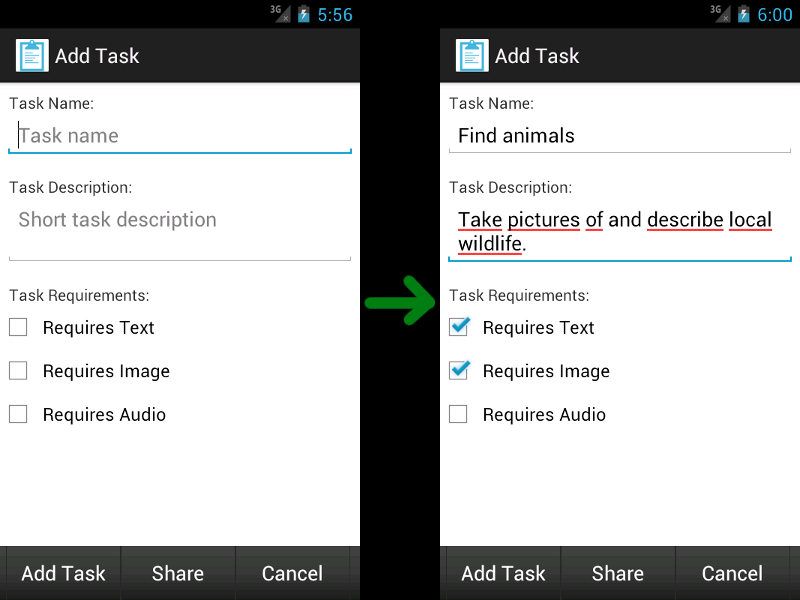 3G 5:56
Add Task
Task Name:
Task name
Task Description:
Short task description
Task Requirements:
Requires Text
Requires Image
Requires Audio
Add Task Share Cancel
3G 6:00
Add Task
Task Name:
Find animals
Task Description:
Take pictures of and describe local
wildlife.
Task Requirements:
Requires Text
Requires Image
Requires Audio
Add Task Share Cancel